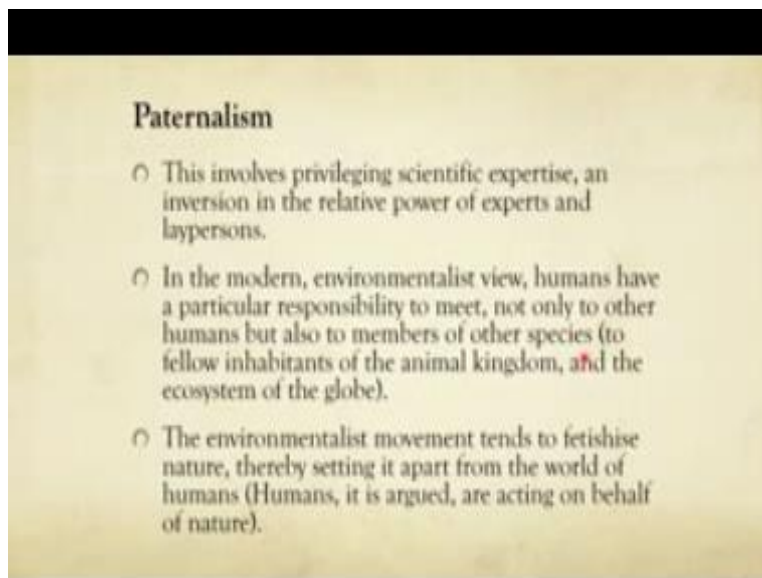 Paternalism
This involves privileging scientific expertise, an
inversion in the relative power of experts and
laypersons.
In the modern, environmentalist view, humans have
a particular responsibility to meet, not only to other
humans but also to members of other species (to
fellow inhabitants of the animal kingdom, and the
ecosystem of the globe).
The environmentalist movement tends to fetishise
nature, thereby setting it apart from the world of
humans (Humans, it is argued, are acting on behalf
of nature).